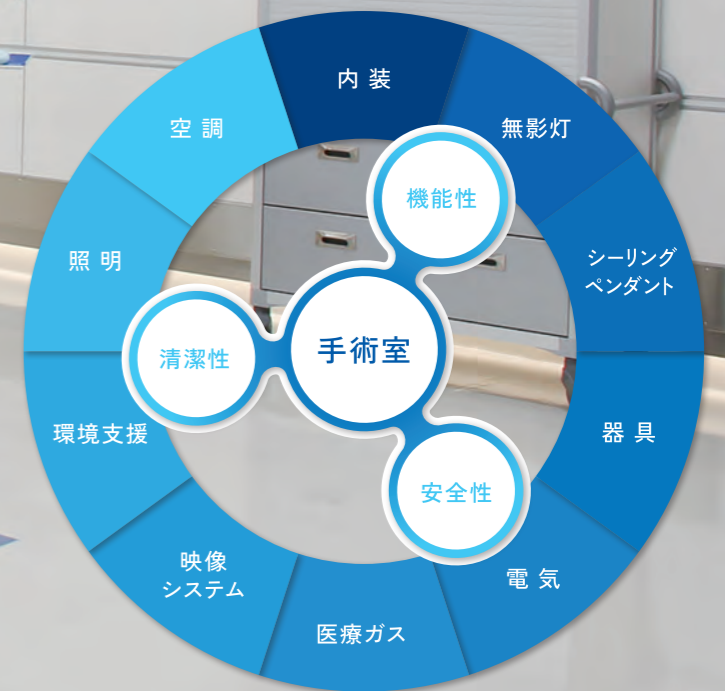 内装
無影灯
シーリング
ペンダント
器具
電気
医療ガス
映像
システム
環境支援
照明
空調
機能性
清潔性
手術室
安全性